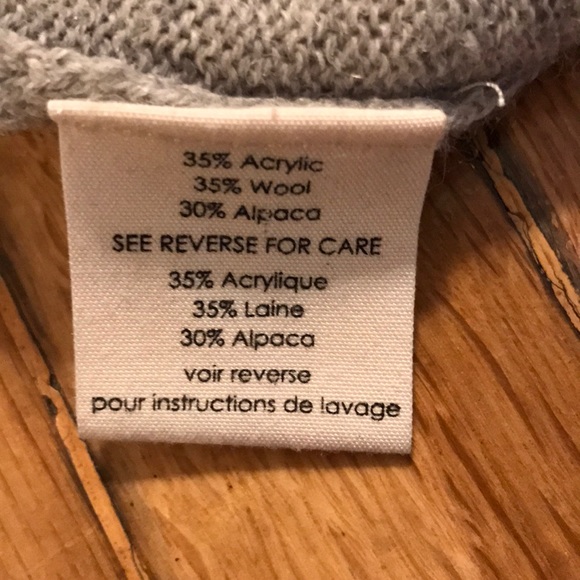 35% Acrylic
35% Wool
30% Alpaca
SEE REVERSE FOR CARE
35% Acrylique
35% Laine
30% Alpaca
voir reverse
pour instructions de lavage